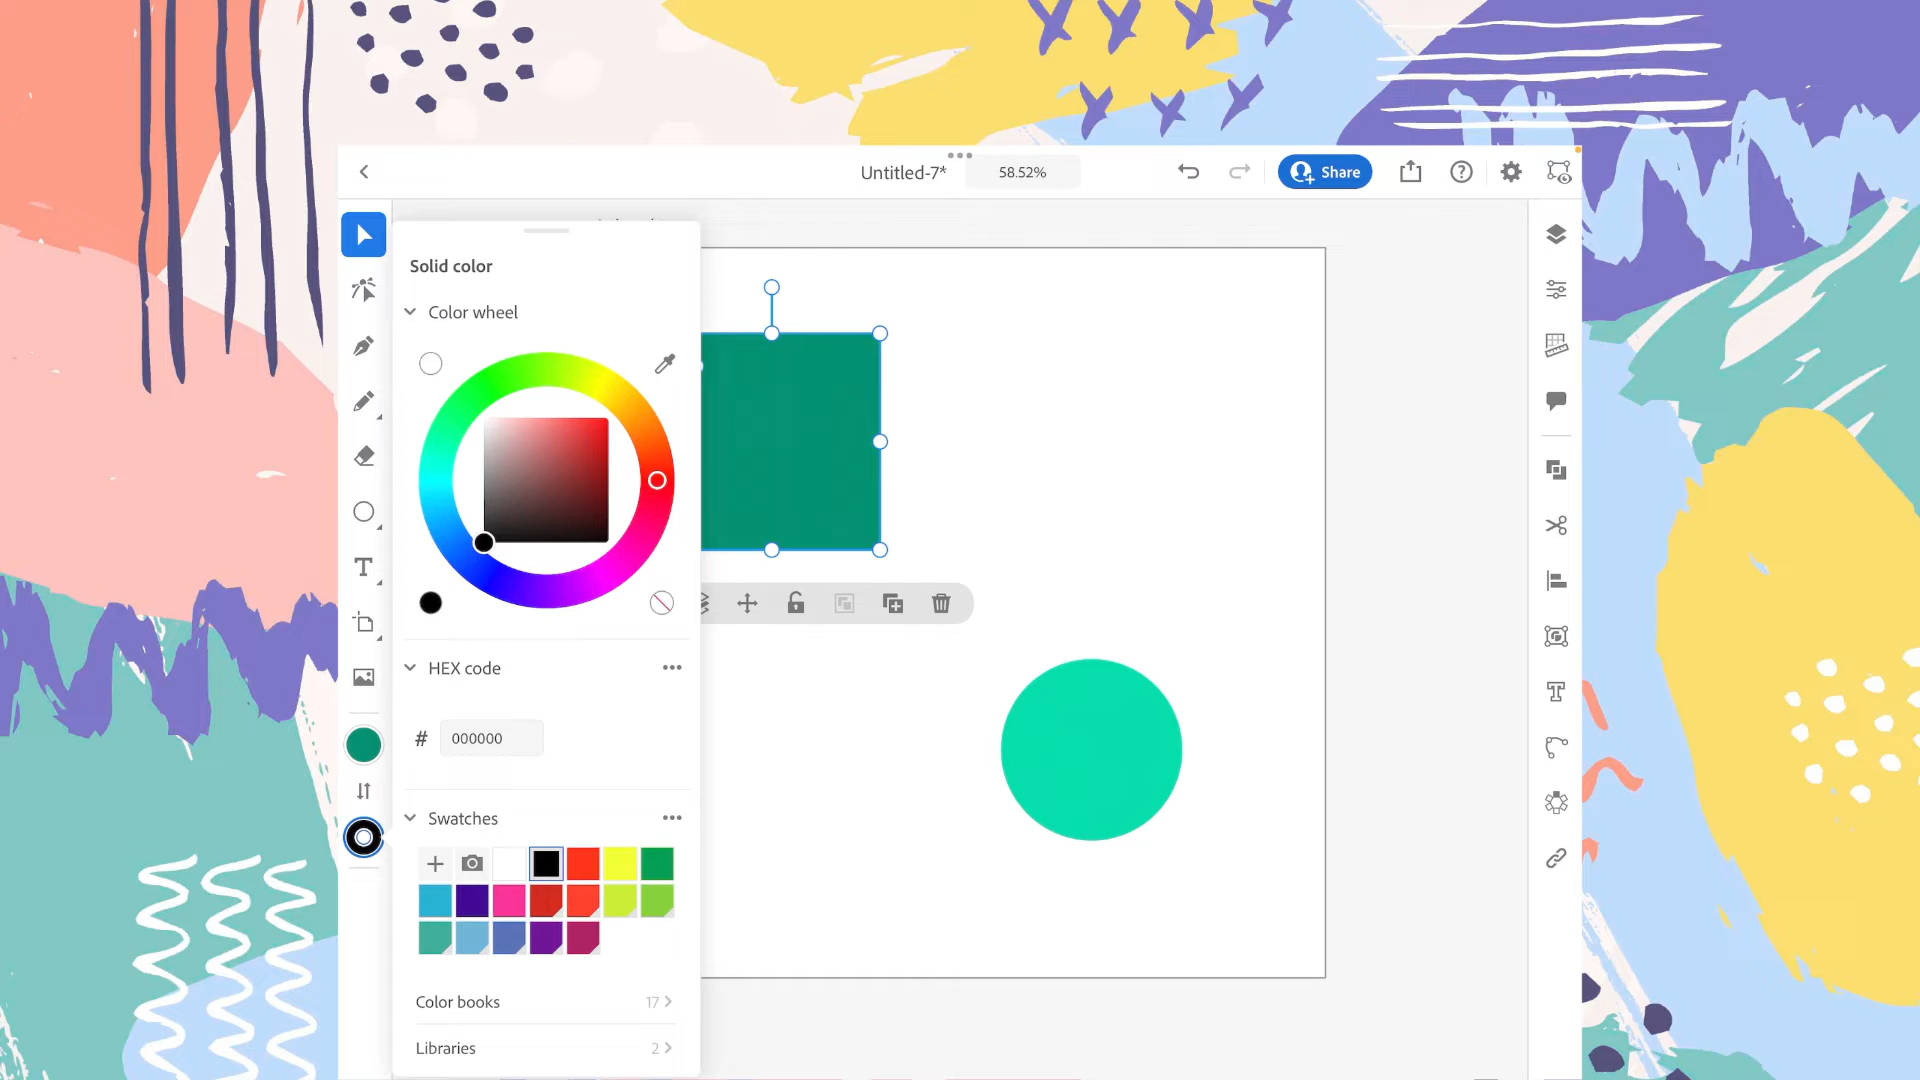 Untitled-7*
58.52%
Share
Solid color
Color wheel
HEX code
# 000000
Swatches
Color books 17
Libraries 2